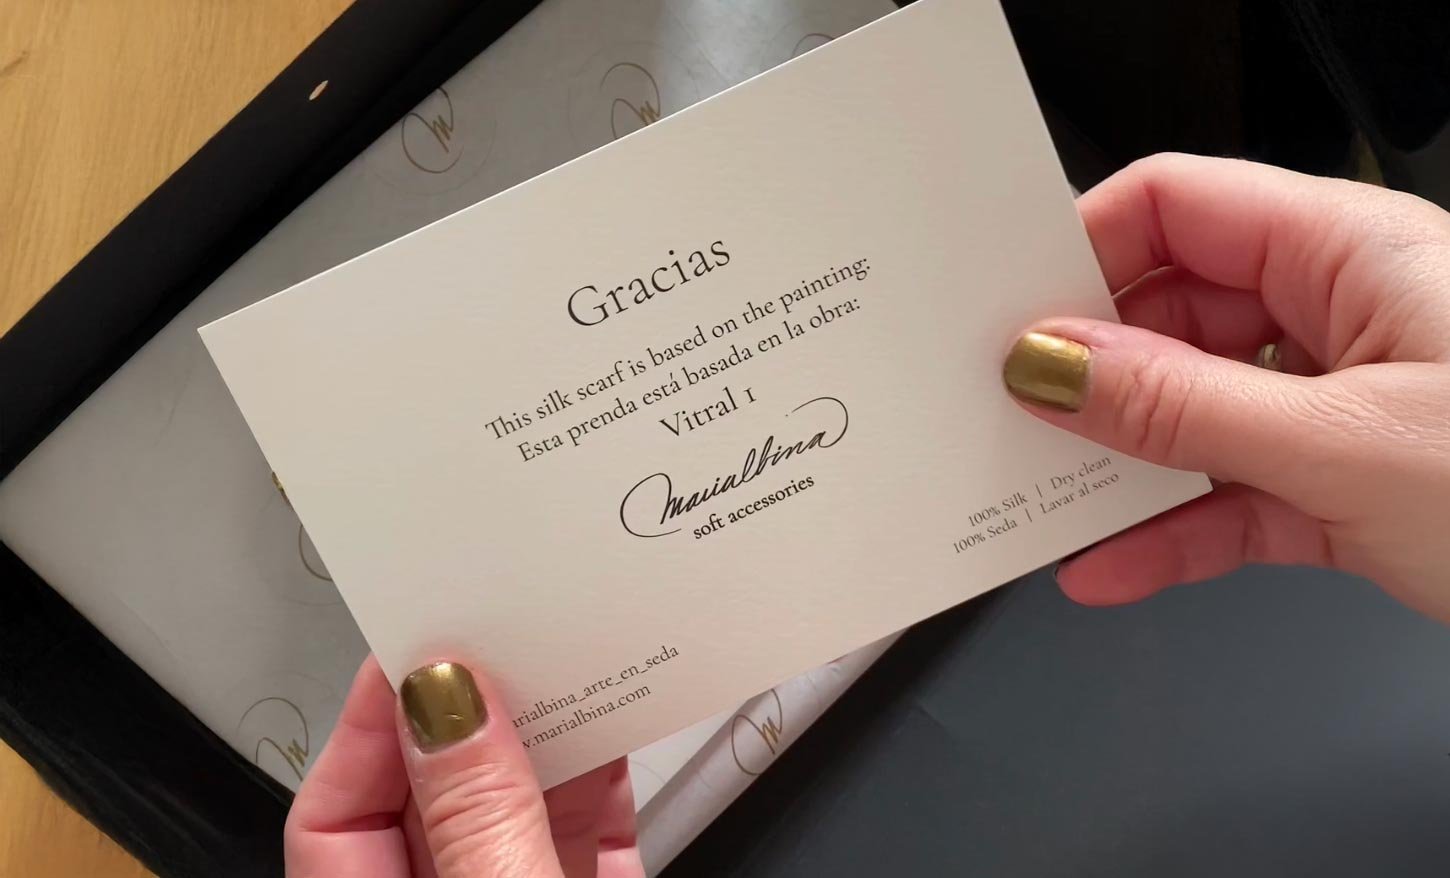 Gracias
This silk scarf is based on the painting:
Esta prenda está basada en la obra:
Vitral 1
Marialbina
soft accessories
100% Silk | Dry clean
100% Seda | Lavar al seco
arialbina_arte_en_seda
w.marialbina.com